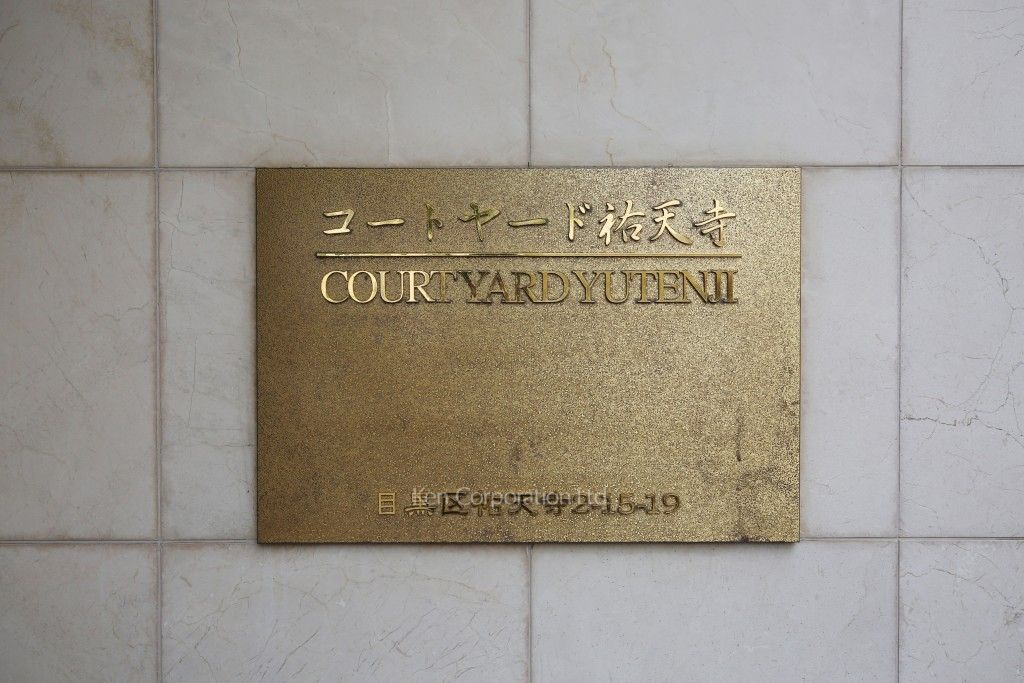 コートヤード祐天寺
COURTYARD YUTENJI
目黒区祐天寺2-15-19
Ken Corporation Ltd.